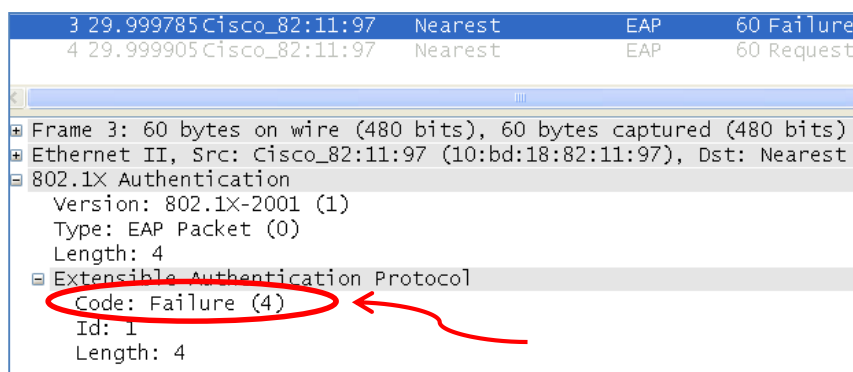 3 29.999785 Cisco_82:11:97 Nearest EAP 60 Failure
4 29.999905 Cisco_82:11:97 Nearest EAP 60 Request
Frame 3: 60 bytes on wire (480 bits), 60 bytes captured (480 bits)
Ethernet II, Src: Cisco_82:11:97 (10:bd:18:82:11:97), Dst: Nearest
802.1X Authentication
Version: 802.1X-2001 (1)
Type: EAP Packet (0)
Length: 4
Extensible Authentication Protocol
Code: Failure (4)
Id: 1
Length: 4